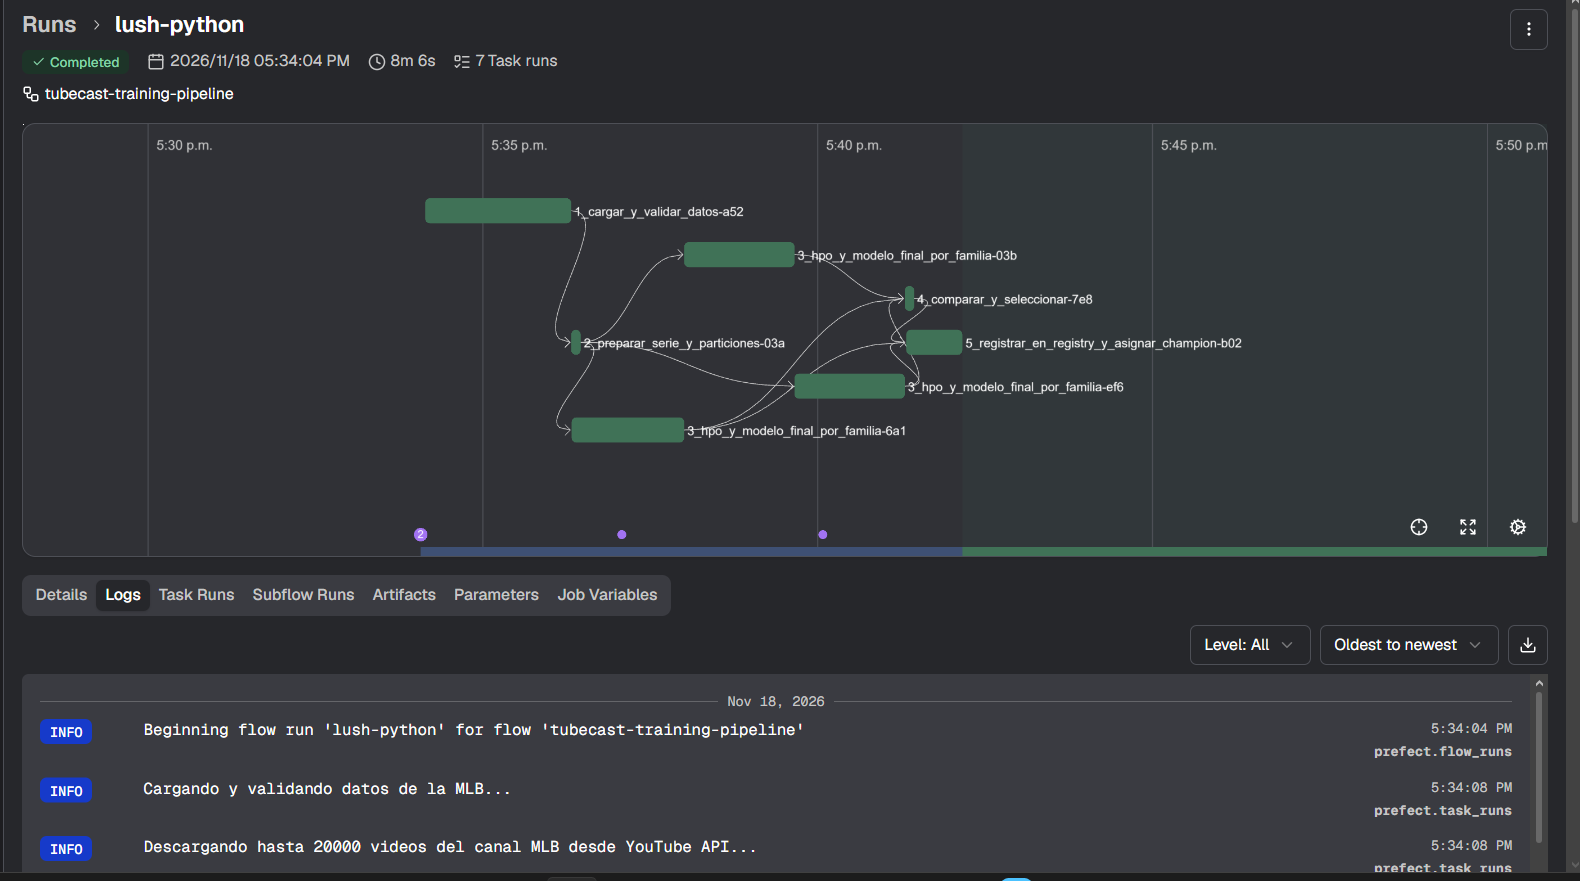 Runs > lush-python
Completed 2026/11/18 05:34:04 PM 8m 6s 7 Task runs
tubecast-training-pipeline
5:30 p.m. 5:35 p.m. 5:40 p.m. 5:45 p.m. 5:50 p.m
1_cargar_y_validar_datos-a52
3_hpo_y_modelo_final_por_familia-03b
4_comparar_y_seleccionar-7e8
2_preparar_serie_y_particiones-03a
5_registrar_en_registry_y_asignar_champion-b02
3_hpo_y_modelo_final_por_familia-ef6
3_hpo_y_modelo_final_por_familia-6a1
2
Details Logs Task Runs Subflow Runs Artifacts Parameters Job Variables
Level: All Oldest to newest
Nov 18, 2026
INFO Beginning flow run 'lush-python' for flow 'tubecast-training-pipeline' 5:34:04 PM
prefect.flow_runs
INFO Cargando y validando datos de la MLB... 5:34:08 PM
prefect.task_runs
INFO Descargando hasta 20000 videos del canal MLB desde YouTube API... 5:34:08 PM
prefect.task_runs